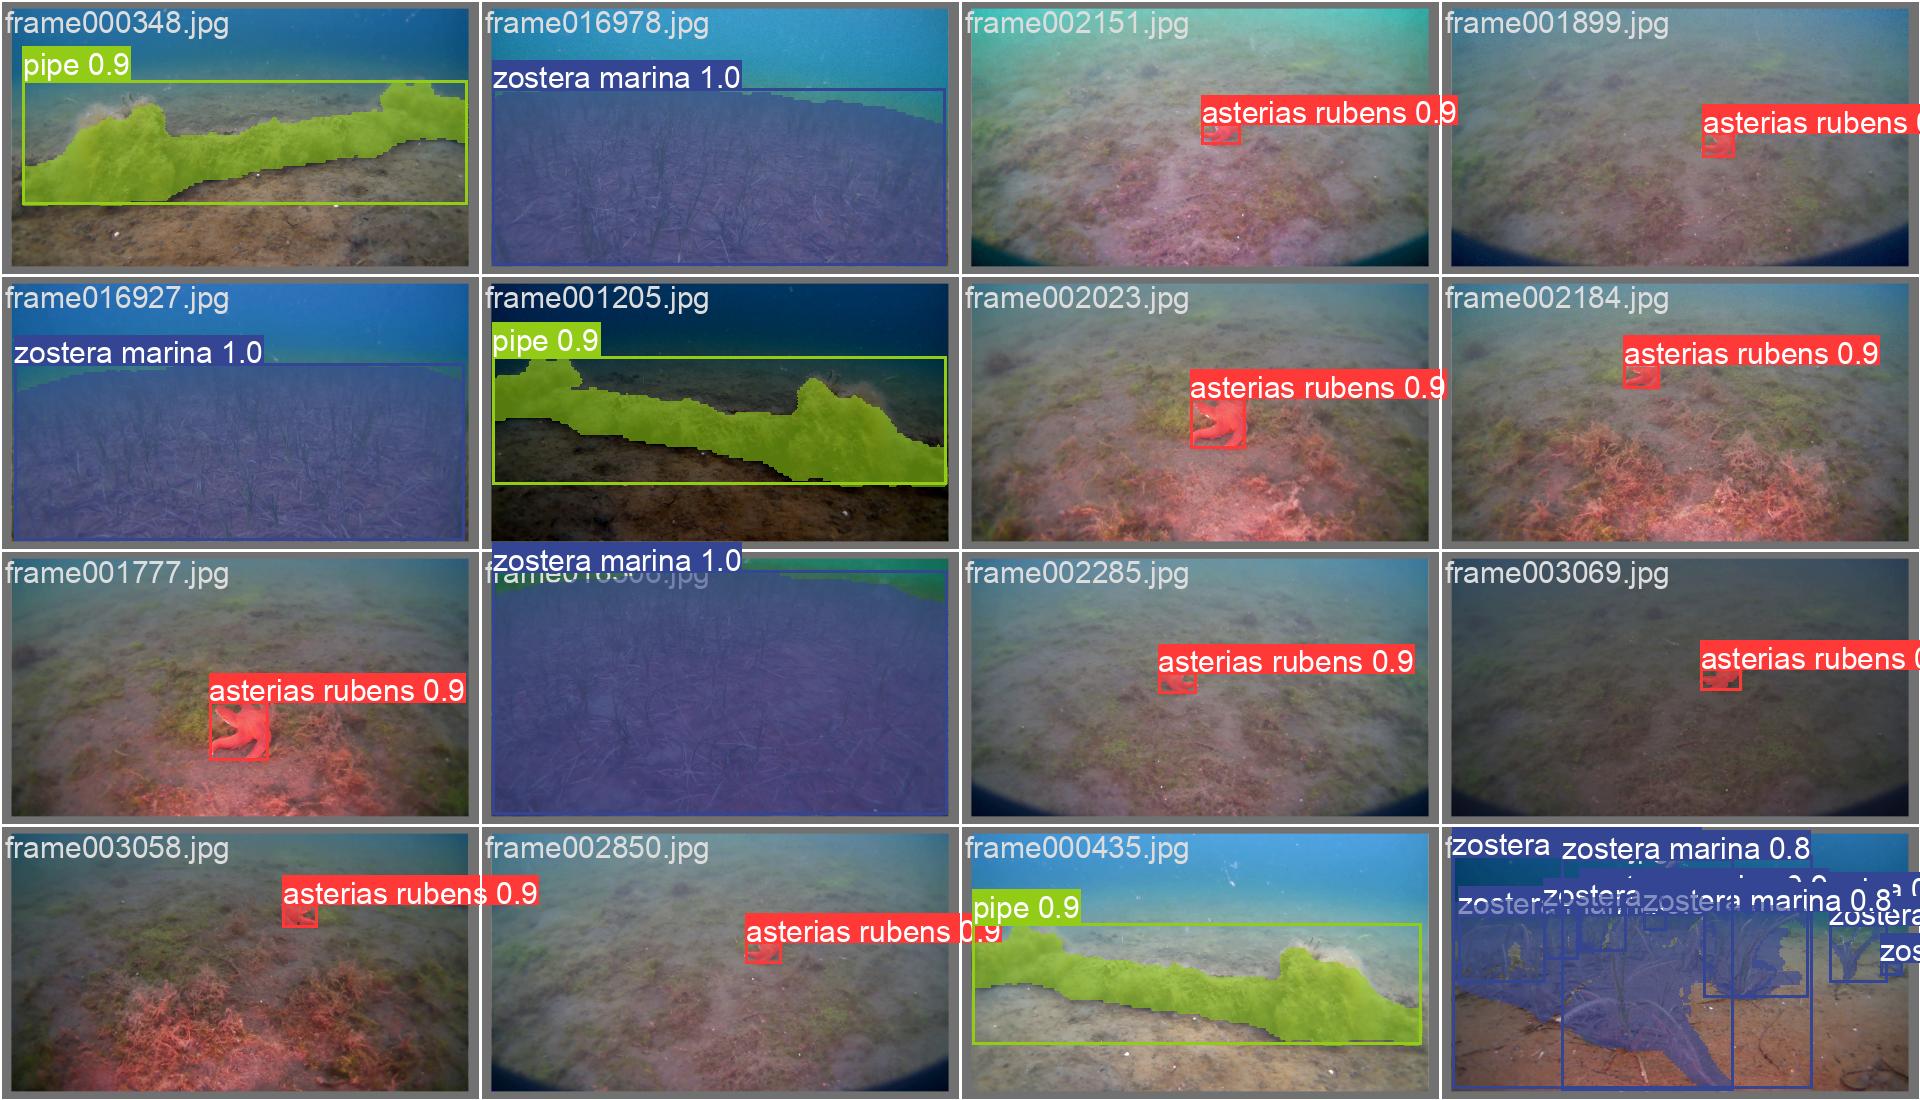 frame000348.jpg
pipe 0.9
frame016978.jpg
zostera marina 1.0
frame002151.jpg
asterias rubens 0.9
frame001899.jpg
asterias rubens
frame016927.jpg
zostera marina 1.0
frame001205.jpg
pipe 0.9
frame002023.jpg
asterias rubens 0.9
frame002184.jpg
asterias rubens 0.9
frame001777.jpg
asterias rubens 0.9
zostera marina 1.0
frame002285.jpg
asterias rubens 0.9
frame003069.jpg
asterias rubens
frame003058.jpg
asterias rubens 0.9
frame002850.jpg
asterias rubens 0.9
frame000435.jpg
pipe 0.9
zostera
zostera marina 0.8
zostera
zostera
zostera marina 0.8
zostera
zos